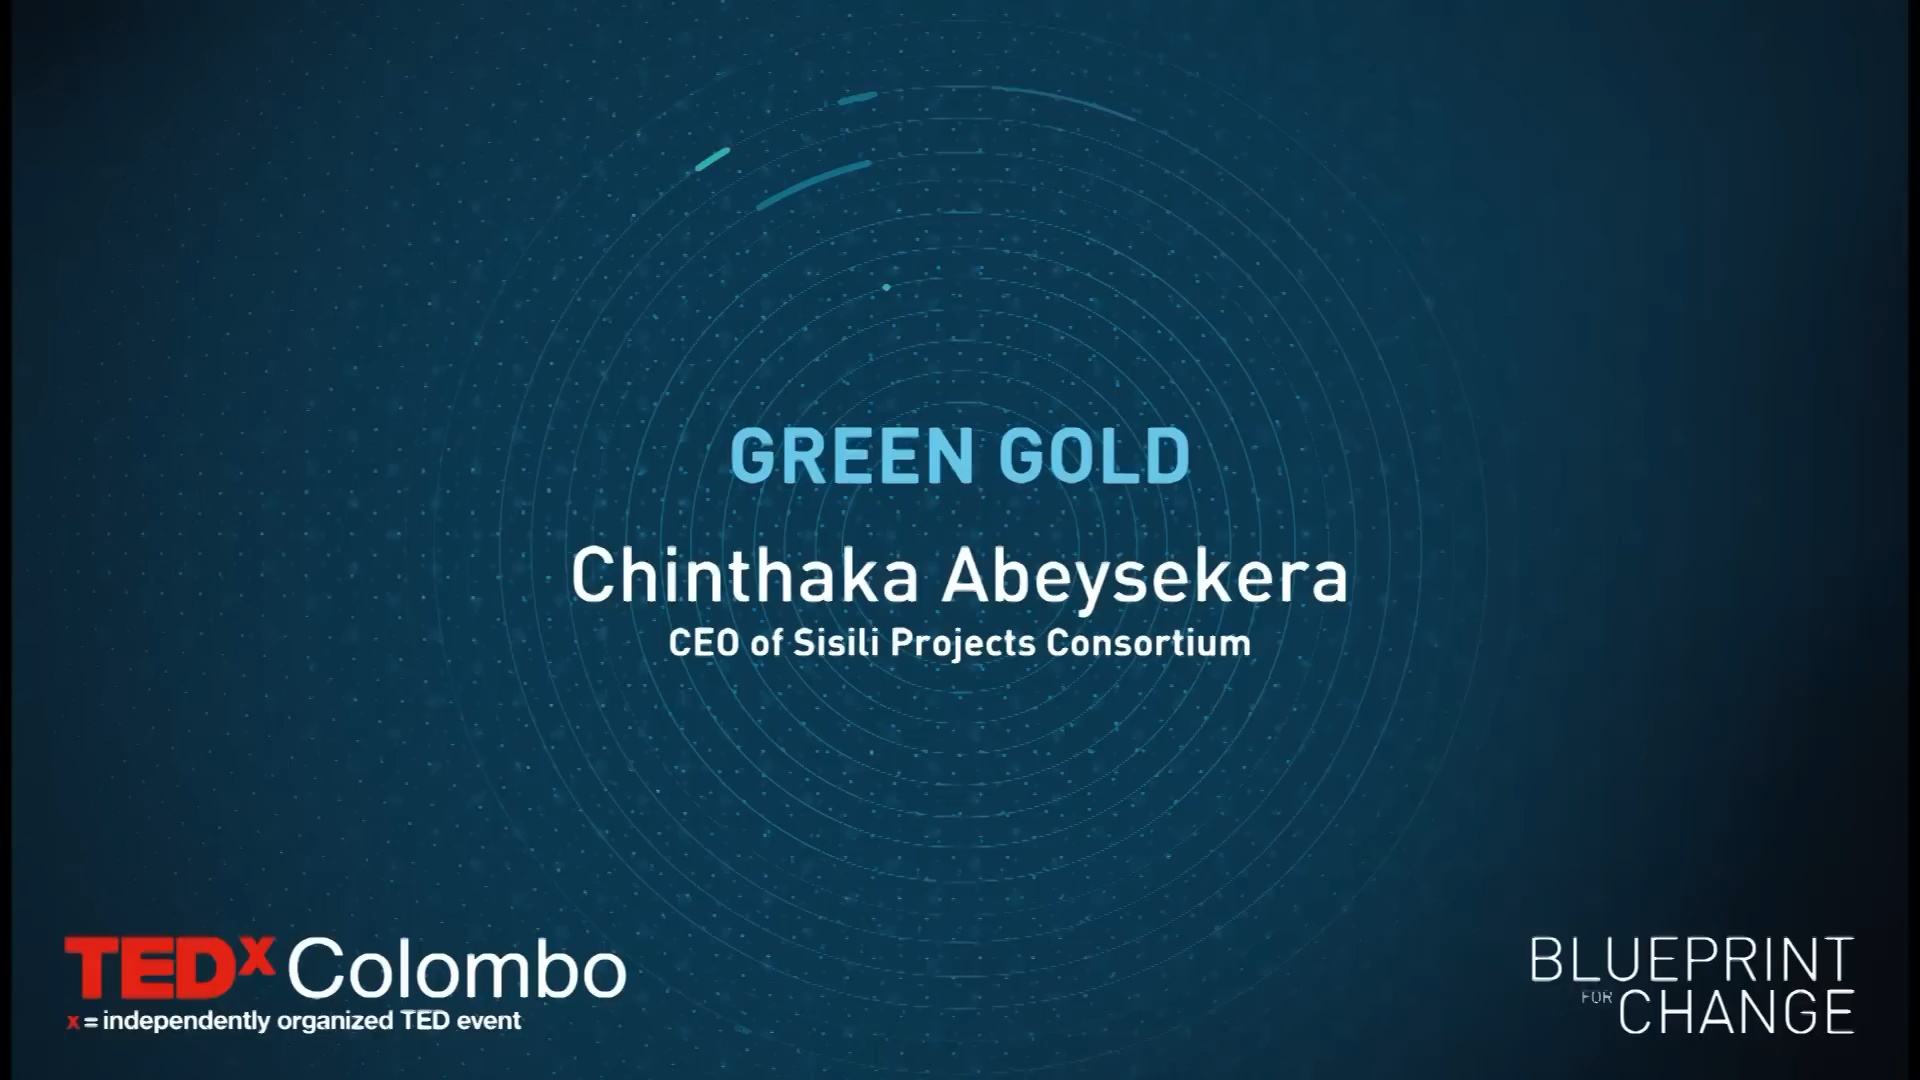 GREEN GOLD
Chinthaka Abeysekera
CEO of Sisili Projects Consortium
TEDx Colombo
x = independently organized TED event
BLUEPRINT
FOR CHANGE